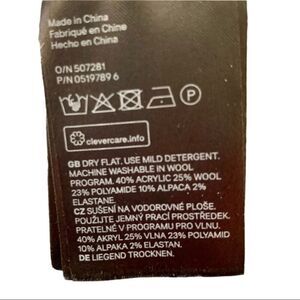 Made in China
Fabriqué en Chine
Hecho en China
O/N 507281
P/N 0519789 6
P
clevercare.info
GB DRY FLAT. USE MILD DETERGENT.
MACHINE WASHABLE IN WOOL
PROGRAM. 40% ACRYLIC 25% WOOL
23% POLYAMIDE 10% ALPACA 2%
ELASTANE.
CZ SUŠENÍ NA VODOROVNÉ PLOŠE.
POUŽIJTE JEMNÝ PRACÍ PROSTŘEDEK.
PRATELNÉ V PROGRAMU PRO VLNU.
40% AKRYL 25% VLNA 23% POLYAMID
10% ALPAKA 2% ELASTAN.
DE LIEGEND TROCKNEN.